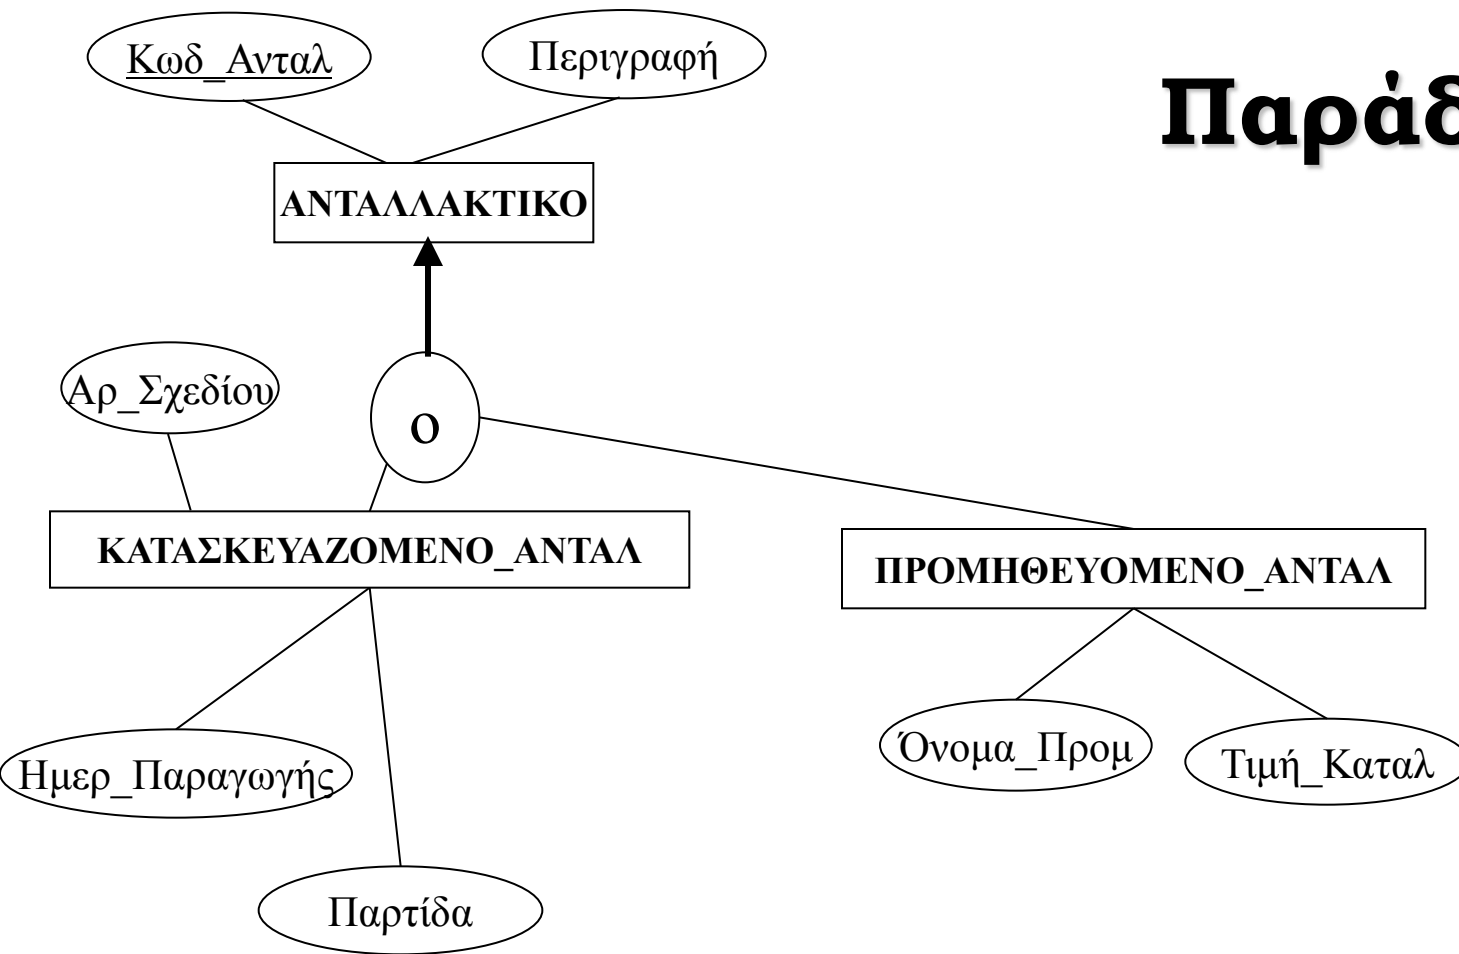 Κωδ_Ανταλ
Περιγραφή
Παράδ
ΑΝΤΑΛΛΑΚΤΙΚΟ
Αρ_Σχεδίου
ο
ΚΑΤΑΣΚΕΥΑΖΟΜΕΝΟ_ΑΝΤΑΛ
ΠΡΟΜΗΘΕΥΟΜΕΝΟ_ΑΝΤΑΛ
Όνομα_Προμ
Τιμή_Καταλ
Ημερ_Παραγωγής
Παρτίδα